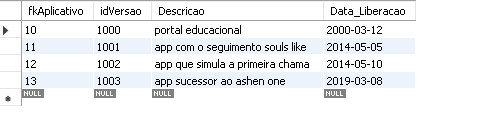 fkAplicativo idVersao Descricao Data_Liberacao
10 1000 portal educacional 2000-03-12
11 1001 app com o seguimento souls like 2014-05-05
12 1002 app que simula a primeira chama 2014-05-10
13 1003 app sucessor ao ashen one 2019-03-08
NULL NULL NULL NULL